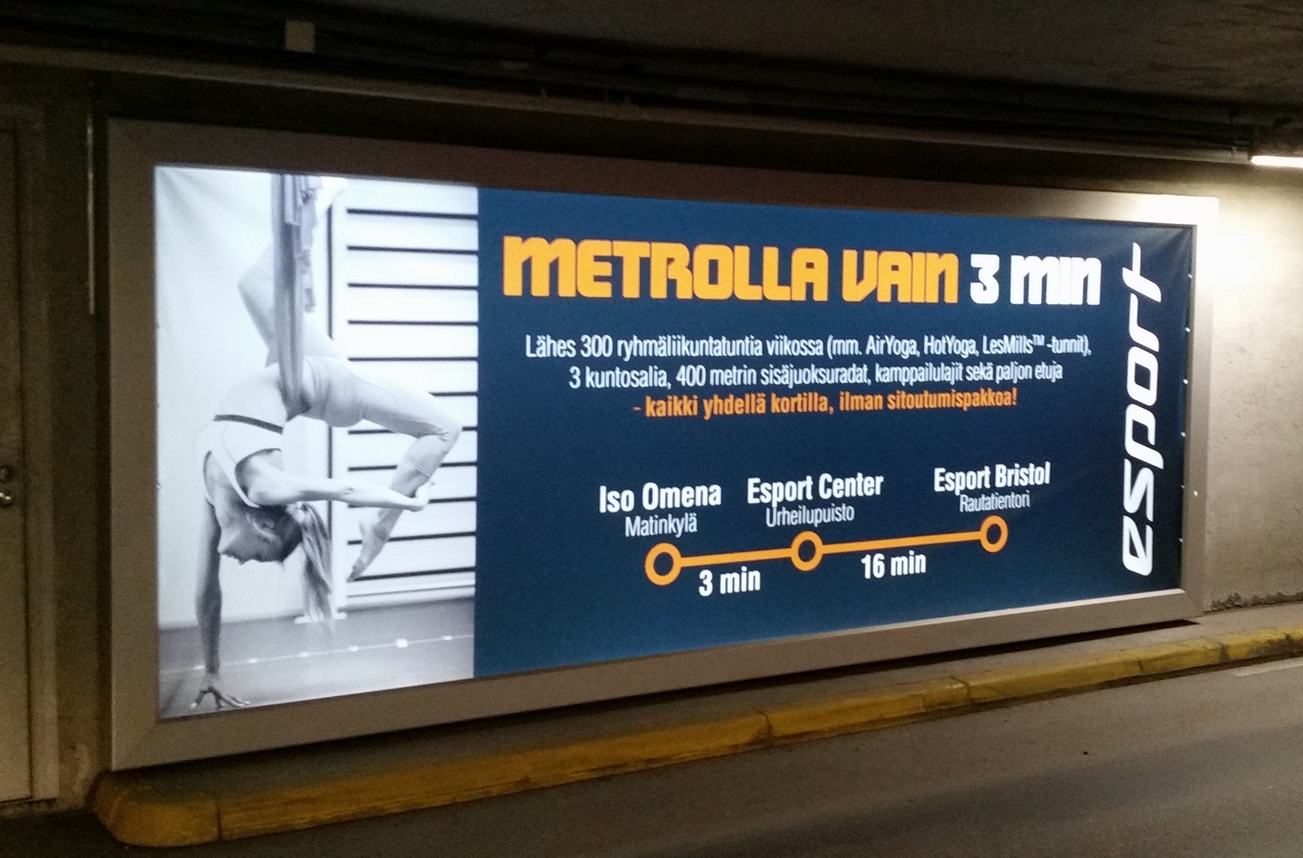 METROLLA VAIN 3 MIN
Lähes 300 ryhmäliikuntatuntia viikossa (mm. AirYoga, HotYoga, LesMills™ -tunnit),
3 kuntosalia, 400 metrin sisäjuoksuradat, kamppailulajit sekä paljon etuja
- kaikki yhdellä kortilla, ilman sitoutumispakkoa!
Iso Omena
Matinkylä
Esport Center
Urheilupuisto
Esport Bristol
Rautatientori
3 min
16 min
esport